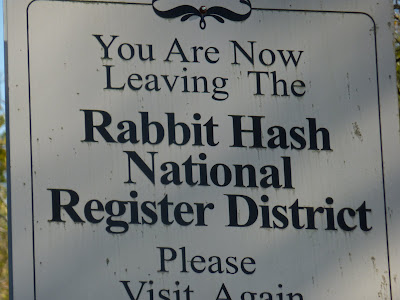 You Are Now
Leaving The
Rabbit Hash
National
Register District
Please
Visit Again